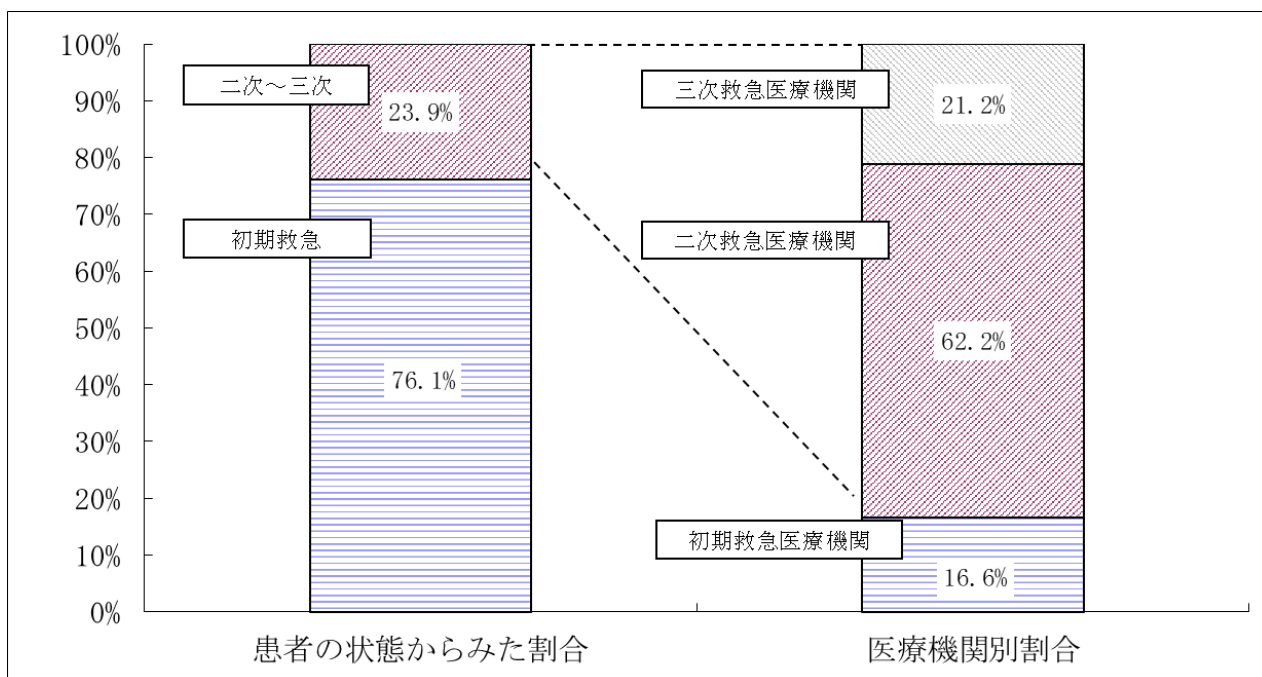 100%
90%
80%
70%
60%
50%
40%
30%
20%
10%
0%
二次～三次
23.9%
初期救急
76.1%
三次救急医療機関
21.2%
二次救急医療機関
62.2%
初期救急医療機関
16.6%
患者の状態からみた割合
医療機関別割合